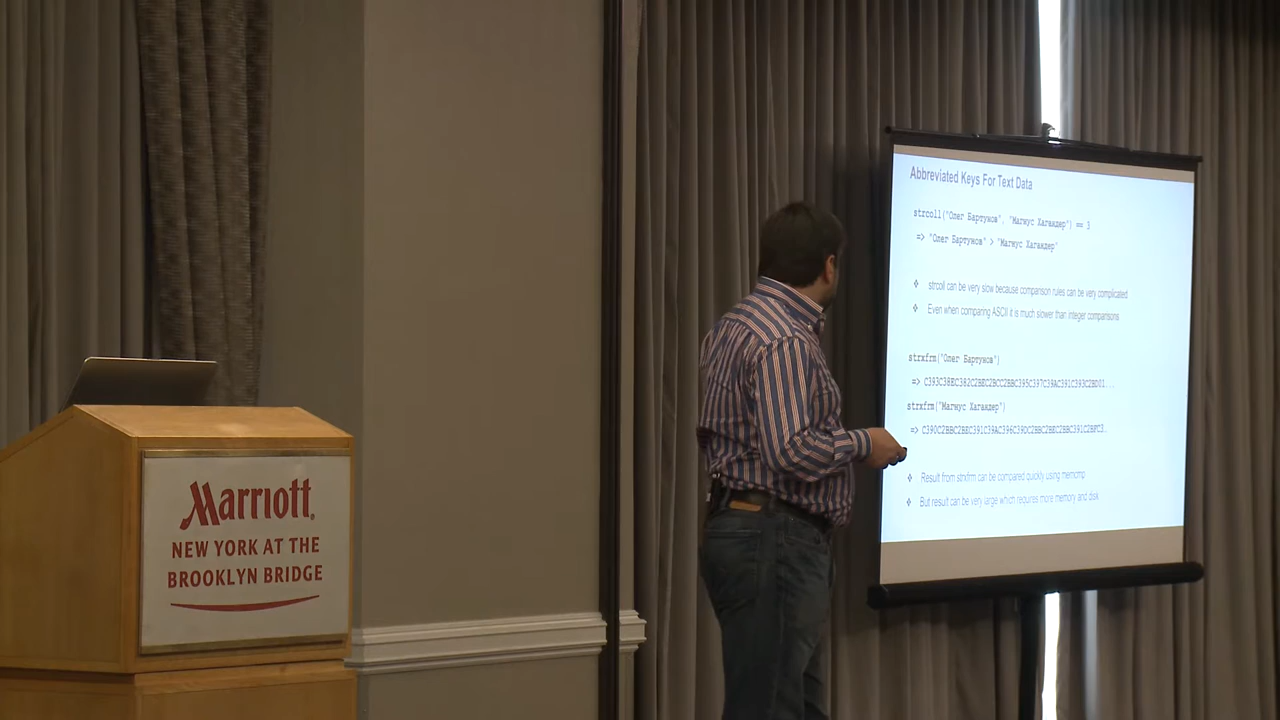 Marriott
NEW YORK AT THE
BROOKLYN BRIDGE
Abbreviated Keys For Text Data
strcoll("Олег Бартунов", "Магнус Хагандер") == 3
=> "Олег Бартунов" > "Магнус Хагандер"
❖ strcoll can be very slow because comparison rules can be very complicated
❖ Even when comparing ASCII it is much slower than integer comparisons
strxfrm("Олег Бартунов")
=>
strxfrm("Магнус Хагандер")
=>
❖ Result from strxfrm can be compared quickly using memcmp
❖ But result can be very large which requires more memory and disk